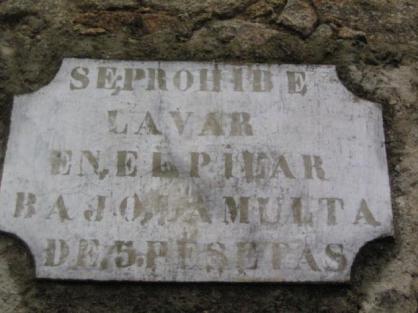 SE,PROHIBE
LAVAR
EN,EL PILAR
BAJO,LA MULTA
DE,5.PESETAS